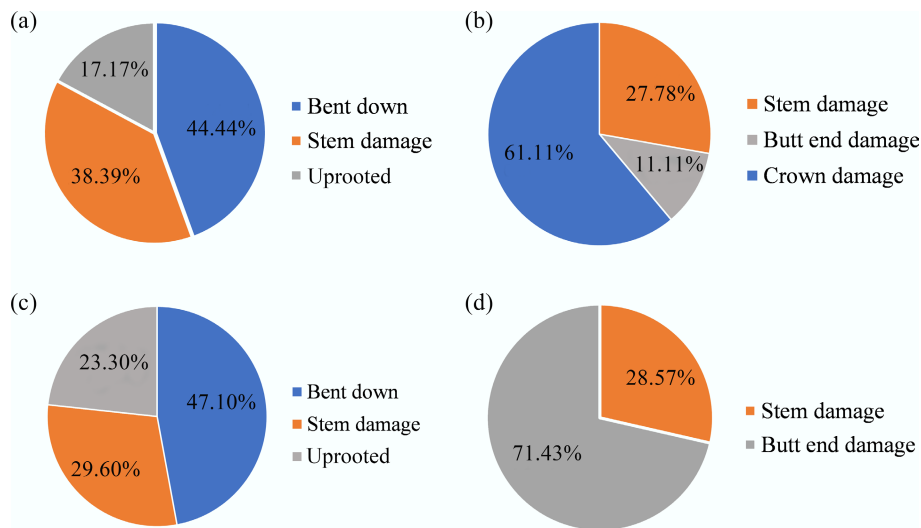 (a)
17.17%
44.44%
38.39%
Bent down
Stem damage
Uprooted
(b)
27.78%
61.11%
11.11%
Stem damage
Butt end damage
Crown damage
(c)
23.30%
47.10%
29.60%
Bent down
Stem damage
Uprooted
(d)
28.57%
71.43%
Stem damage
Butt end damage